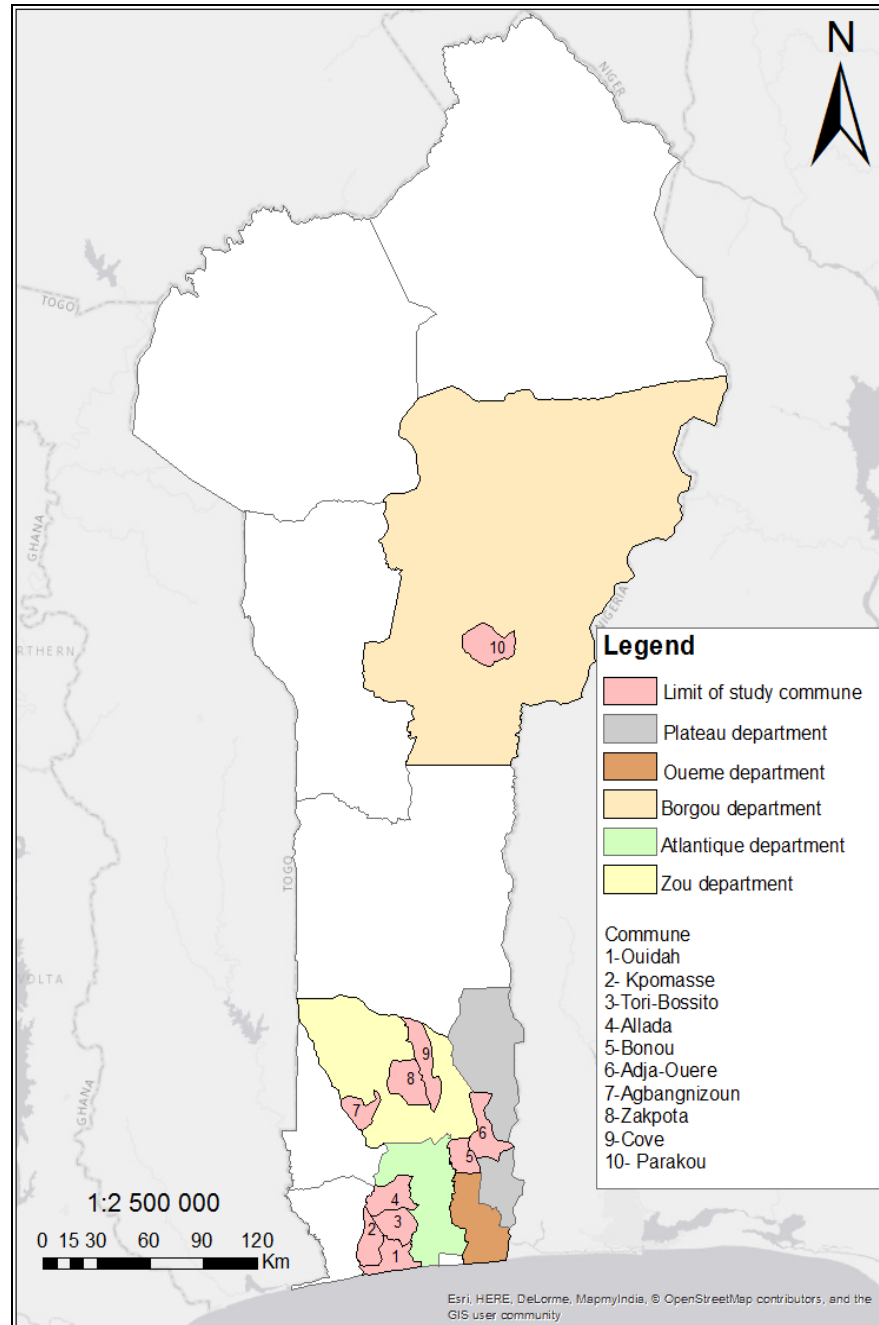 N
NIGER
TOGO
GHANA
RTHERN
NIGERIA
10
Legend
Limit of study commune
Plateau department
Oueme department
Borgou department
Atlantique department
Zou department
Commune
1-Ouidah
2- Kpomasse
3-Tori-Bossito
4-Allada
5-Bonou
6-Adja-Ouere
7-Agbangnizoun
8-Zakpota
9-Cove
10- Parakou
TOGO
VOLTA
GHANA
9
8
7
6
5
4
3
2
1
1:2 500 000
0 15 30 60 90 120
Km
Esri, HERE, DeLorme, MapmyIndia, © OpenStreetMap contributors, and the
GIS user community